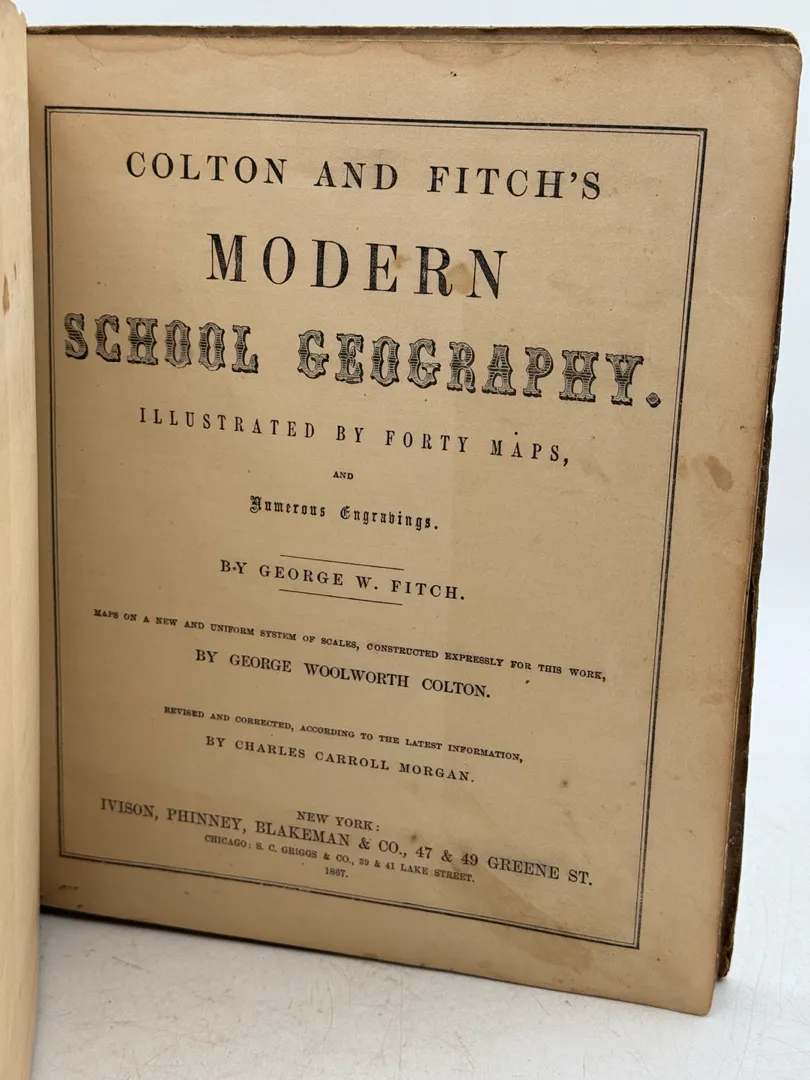 COLTON AND FITCH'S
MODERN
SCHOOL GEOGRAPHY.
ILLUSTRATED BY FORTY MAPS,
AND
Numerous Engravings.
BY GEORGE W. FITCH.
MAPS ON A NEW AND UNIFORM SYSTEM OF SCALES, CONSTRUCTED EXPRESSLY FOR THIS WORK,
BY GEORGE WOOLWORTH COLTON.
REVISED AND CORRECTED, ACCORDING TO THE LATEST INFORMATION,
BY CHARLES CARROLL MORGAN.
NEW YORK:
IVISON, PHINNEY, BLAKEMAN & CO., 47 & 49 GREENE ST.
CHICAGO: S. C. GRIGGS & CO., 39 & 41 LAKE STREET.
1867.